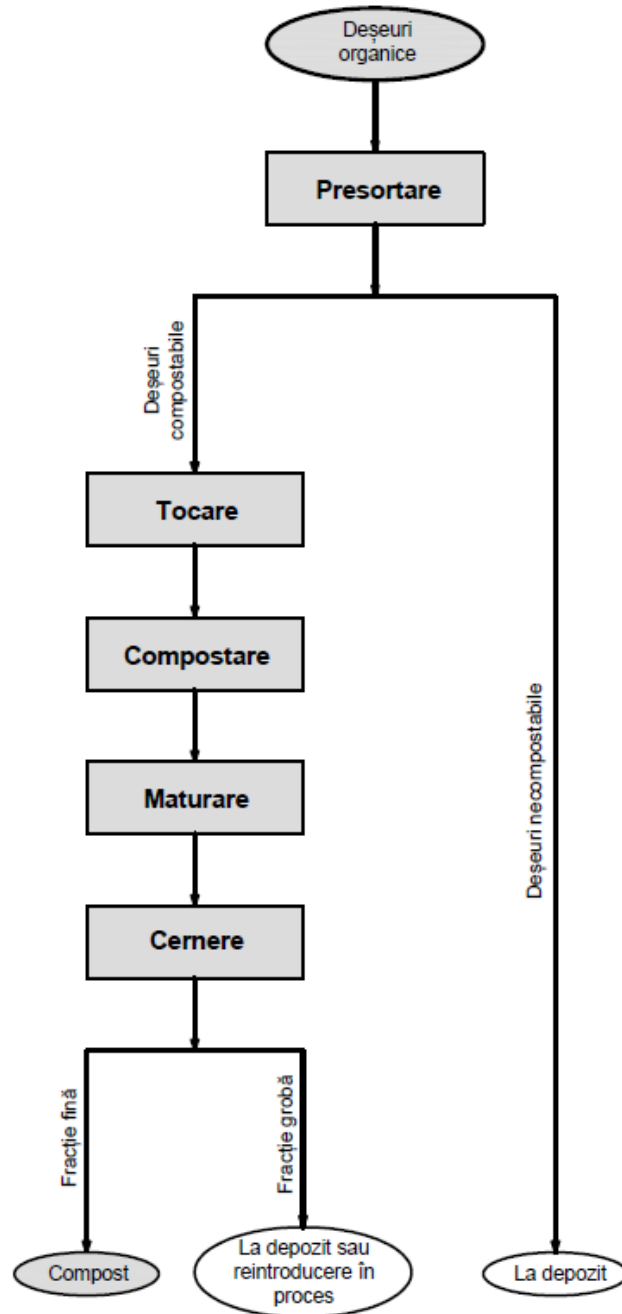 Deșeuri
organice
Presortare
Deșeuri
compostabile
Tocare
Compostare
Deșeuri necompostabile
Maturare
Cernere
Fracție fină
Fracție grobă
Compost
La depozit sau
reintroducere în
proces
La depozit